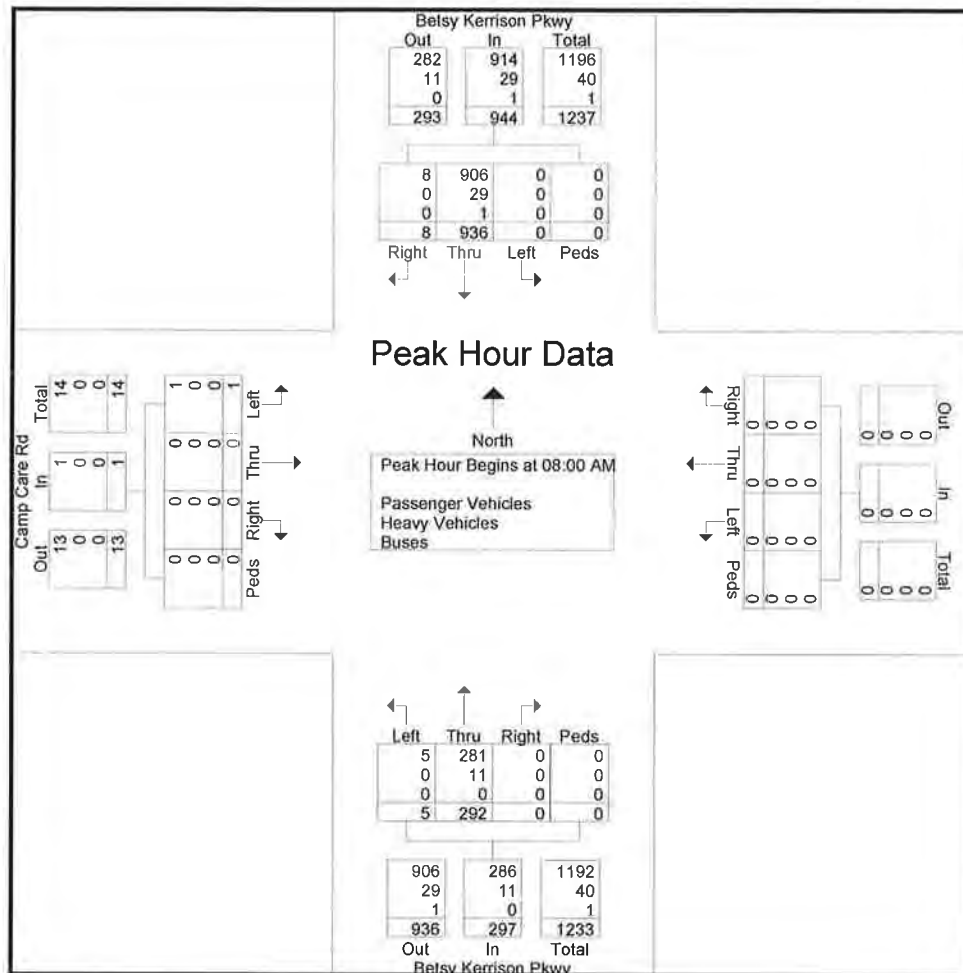 Betsy Kerrison Pkwy
Out In Total
282 914 1196
11 29 40
0 1 1
293 944 1237
8 906 0 0
0 29 0 0
0 1 0 0
8 936 0 0
Right Thru Left Peds
Peak Hour Data
North
Peak Hour Begins at 08:00 AM
Passenger Vehicles
Heavy Vehicles
Buses
Camp Care Rd
Total
14 0 0 14
In
1 0 0 1
Out
13 0 0 13
Left
1 0 0 1
Thru
0 0 0 0
Right
0 0 0 0
Peds
0 0 0 0
Right
0 0 0 0
Thru
0 0 0 0
Left
0 0 0 0
Peds
0 0 0 0
Out
0 0 0 0
In
0 0 0 0
Total
0 0 0 0
Left Thru Right Peds
5 281 0 0
0 11 0 0
0 0 0 0
5 292 0 0
906 286 1192
29 11 40
1 0 1
936 297 1233
Out In Total
Betsy Kerrison Pkwy